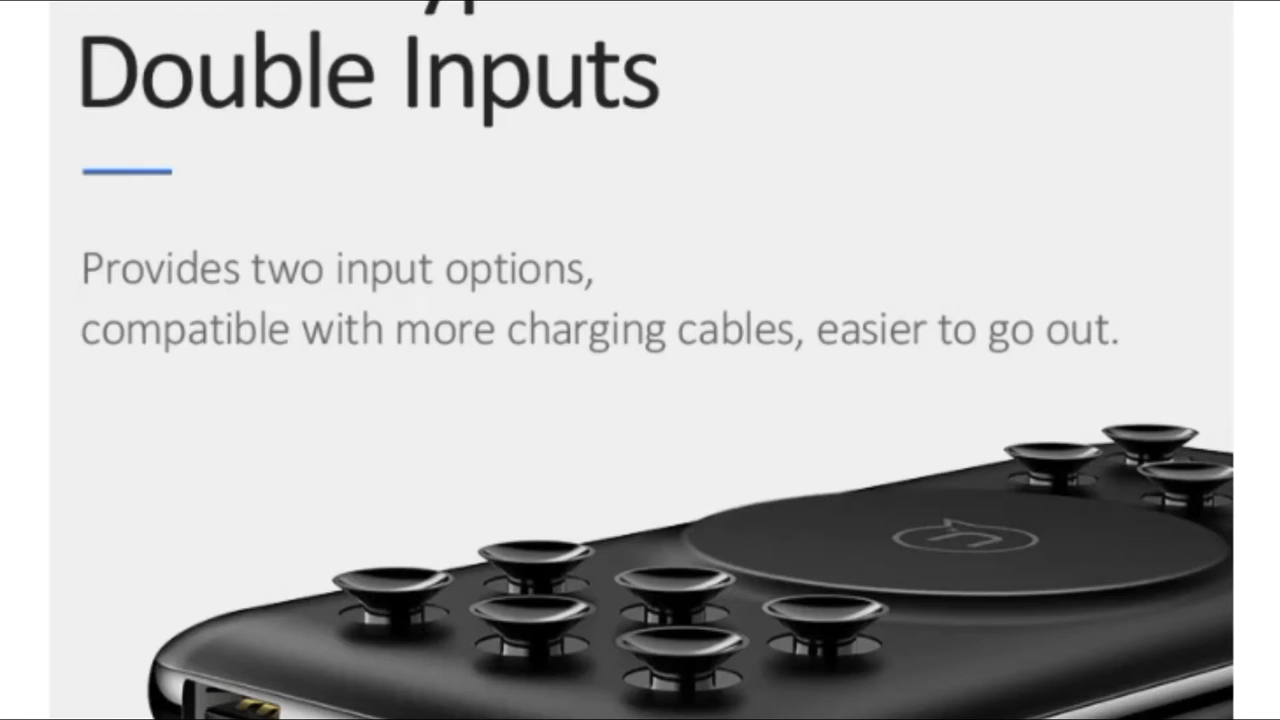 Double Inputs
Provides two input options,
compatible with more charging cables, easier to go out.